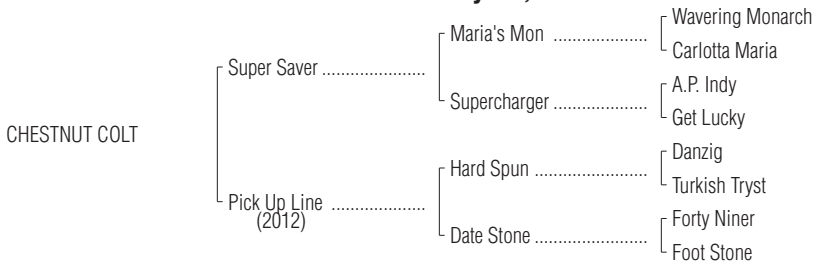 Wavering Monarch
Maria's Mon ....................
Carlotta Maria
Super Saver ......................
A.P. Indy
Supercharger ....................
Get Lucky
CHESTNUT COLT
Danzig
Hard Spun ........................
Turkish Tryst
Pick Up Line ....................
(2012)
Forty Niner
Date Stone ........................
Foot Stone